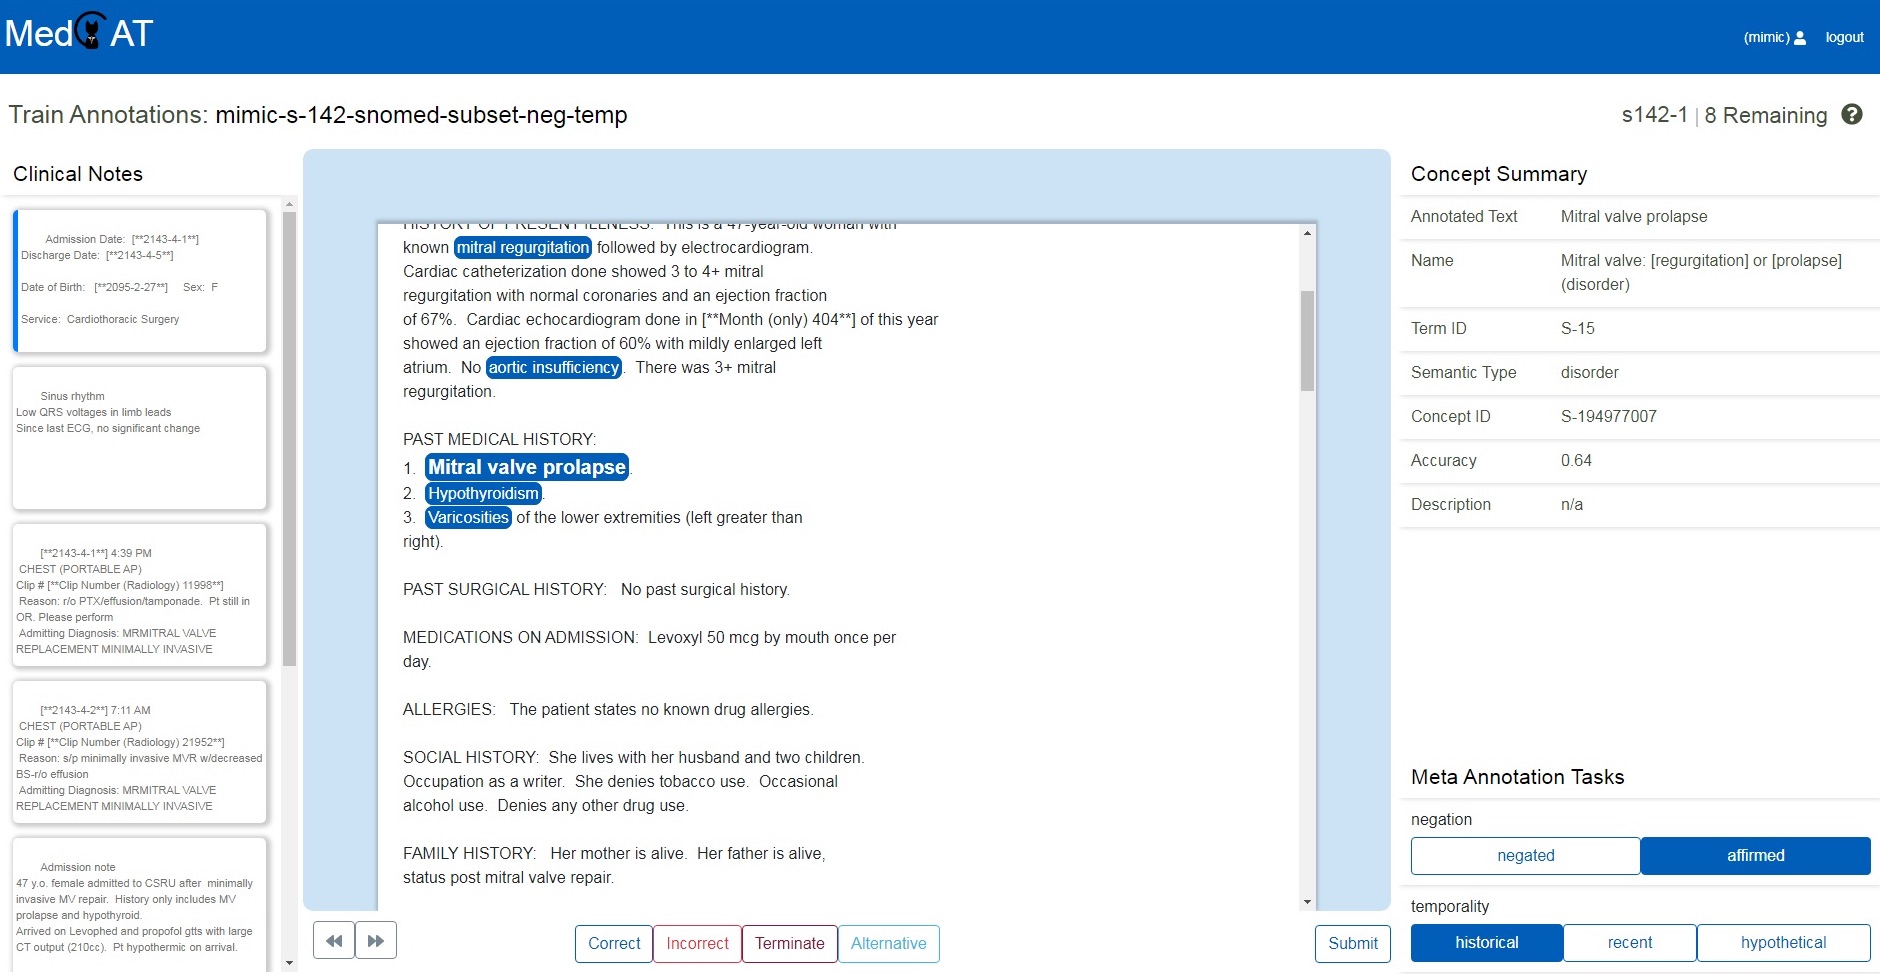 MedCAT
(mimic)
logout
Train Annotations: mimic-s-142-snomed-subset-neg-temp
s142-1 | 8 Remaining ?
Clinical Notes
Admission Date: [**2143-4-1**]
Discharge Date: [**2143-4-5**]
Date of Birth: [**2095-2-27**] Sex: F
Service: Cardiothoracic Surgery
Sinus rhythm
Low QRS voltages in limb leads
Since last ECG, no significant change
[**2143-4-1**] 4:39 PM
CHEST (PORTABLE AP)
Clip # [**Clip Number (Radiology) 11998**]
Reason: r/o PTX/effusion/tamponade. Pt still in
OR. Please perform
Admitting Diagnosis: MRMITRAL VALVE
REPLACEMENT MINIMALLY INVASIVE
[**2143-4-2**] 7:11 AM
CHEST (PORTABLE AP)
Clip # [**Clip Number (Radiology) 21952**]
Reason: s/p minimally invasive MVR w/decreased
BS-r/o effusion
Admitting Diagnosis: MRMITRAL VALVE
REPLACEMENT MINIMALLY INVASIVE
Admission note
47 y.o. female admitted to CSRU after minimally
invasive MV repair. History only includes MV
prolapse and hypothyroid.
Arrived on Levophed and propofol gtts with large
CT output (210cc). Pt hypothermic on arrival.
HISTORY OF PRESENT ILLNESS: This is a 47-year-old woman with
known mitral regurgitation followed by electrocardiogram.
Cardiac catheterization done showed 3 to 4+ mitral
regurgitation with normal coronaries and an ejection fraction
of 67%. Cardiac echocardiogram done in [**Month (only) 404**] of this year
showed an ejection fraction of 60% with mildly enlarged left
atrium. No aortic insufficiency. There was 3+ mitral
regurgitation.
PAST MEDICAL HISTORY:
1. Mitral valve prolapse.
2. Hypothyroidism.
3. Varicosities of the lower extremities (left greater than
right).
PAST SURGICAL HISTORY: No past surgical history.
MEDICATIONS ON ADMISSION: Levoxyl 50 mcg by mouth once per
day.
ALLERGIES: The patient states no known drug allergies.
SOCIAL HISTORY: She lives with her husband and two children.
Occupation as a writer. She denies tobacco use. Occasional
alcohol use. Denies any other drug use.
FAMILY HISTORY: Her mother is alive. Her father is alive,
status post mitral valve repair.
Correct
Incorrect
Terminate
Alternative
Submit
Concept Summary
Annotated Text Mitral valve prolapse
Name Mitral valve: [regurgitation] or [prolapse]
(disorder)
Term ID S-15
Semantic Type disorder
Concept ID S-194977007
Accuracy 0.64
Description n/a
Meta Annotation Tasks
negation
negated
affirmed
temporality
historical
recent
hypothetical